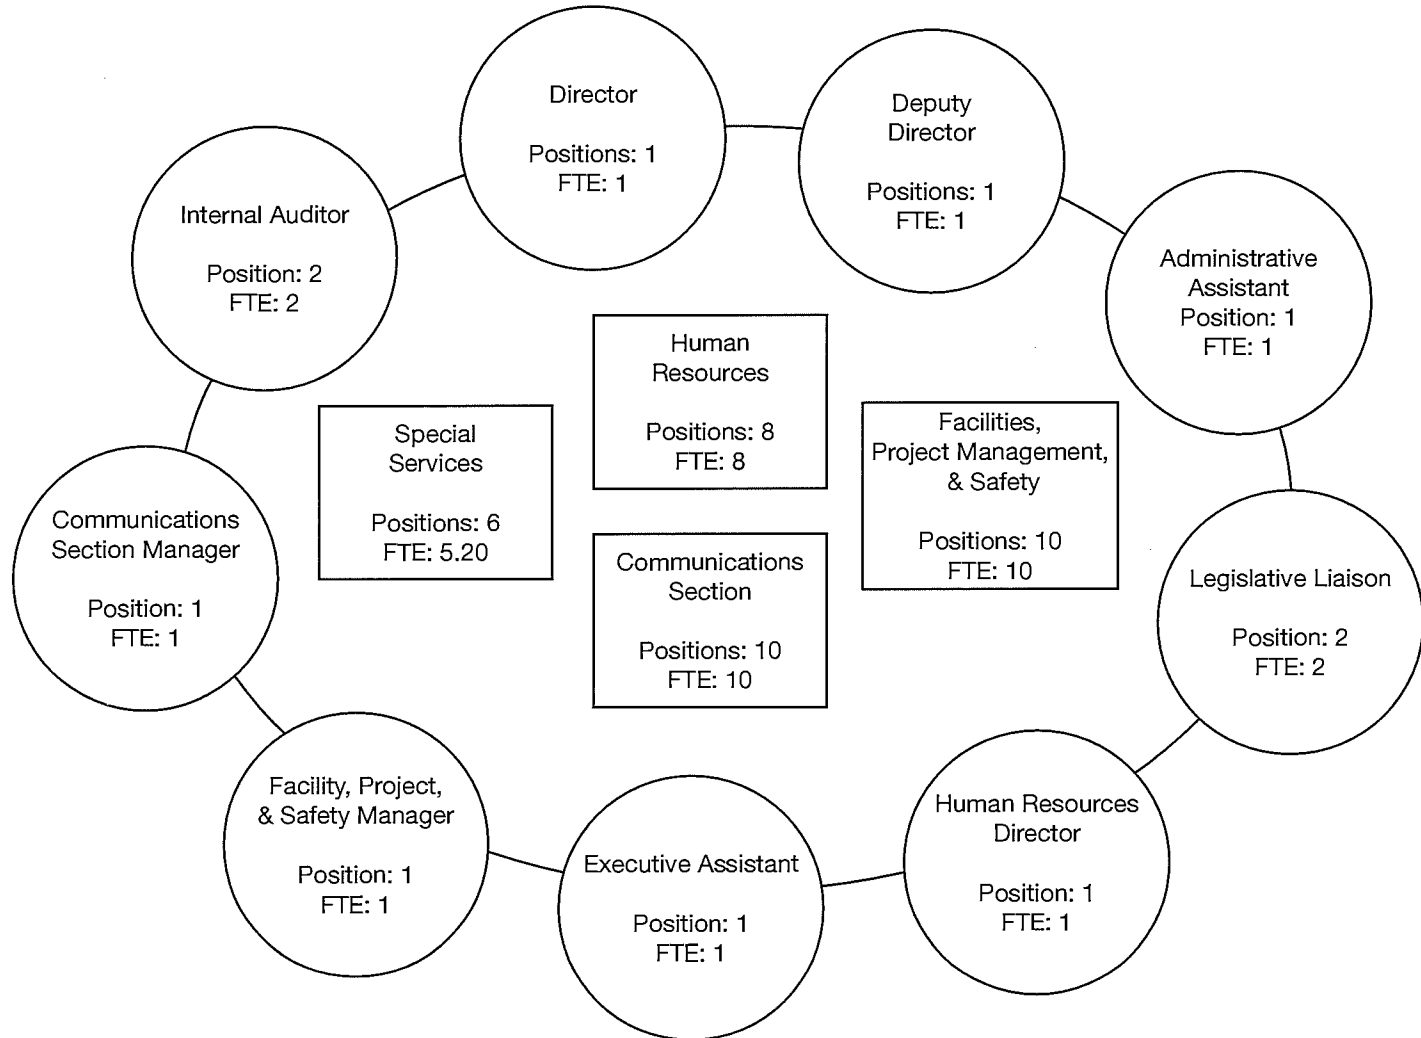 Director
Positions: 1
FTE: 1
Deputy
Director
Positions: 1
FTE: 1
Internal Auditor
Position: 2
FTE: 2
Administrative
Assistant
Position: 1
FTE: 1
Human
Resources
Positions: 8
FTE: 8
Special
Services
Positions: 6
FTE: 5.20
Facilities,
Project Management,
& Safety
Positions: 10
FTE: 10
Communications
Section Manager
Position: 1
FTE: 1
Communications
Section
Positions: 10
FTE: 10
Legislative Liaison
Position: 2
FTE: 2
Facility, Project,
& Safety Manager
Position: 1
FTE: 1
Executive Assistant
Position: 1
FTE: 1
Human Resources
Director
Position: 1
FTE: 1